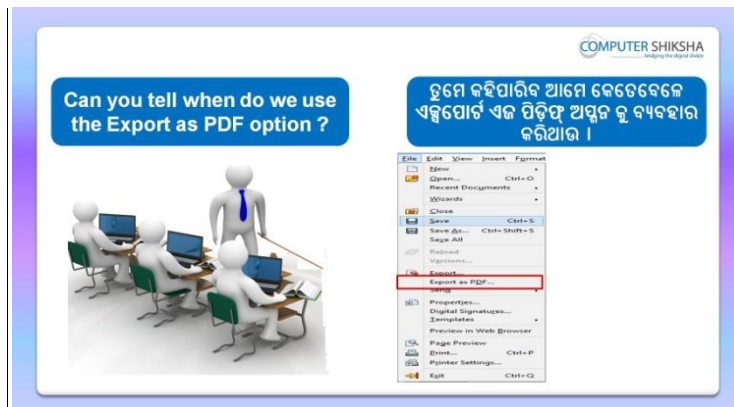 COMPUTER SHIKSHA
Bridging the digital divide
Can you tell when do we use
the Export as PDF option ?
ତୁମେ କହିପାରିବ ଆମେ କେତେବେଳେ
ଏକ୍ସପୋର୍ଟ ଏଜ ପିଡ଼ିଫ୍ ଅପ୍ସନ କୁ ବ୍ୟବହାର
କରିଥାଉ ।
File Edit View Insert Format
New
Open... Ctrl+O
Recent Documents
Wizards
Close
Save Ctrl+S
Save As... Ctrl+Shift+S
Save All
Reload
Versions...
Export...
Export as PDF...
Send
Properties...
Digital Signatures...
Templates
Preview in Web Browser
Page Preview
Print... Ctrl+P
Printer Settings...
Exit Ctrl+Q